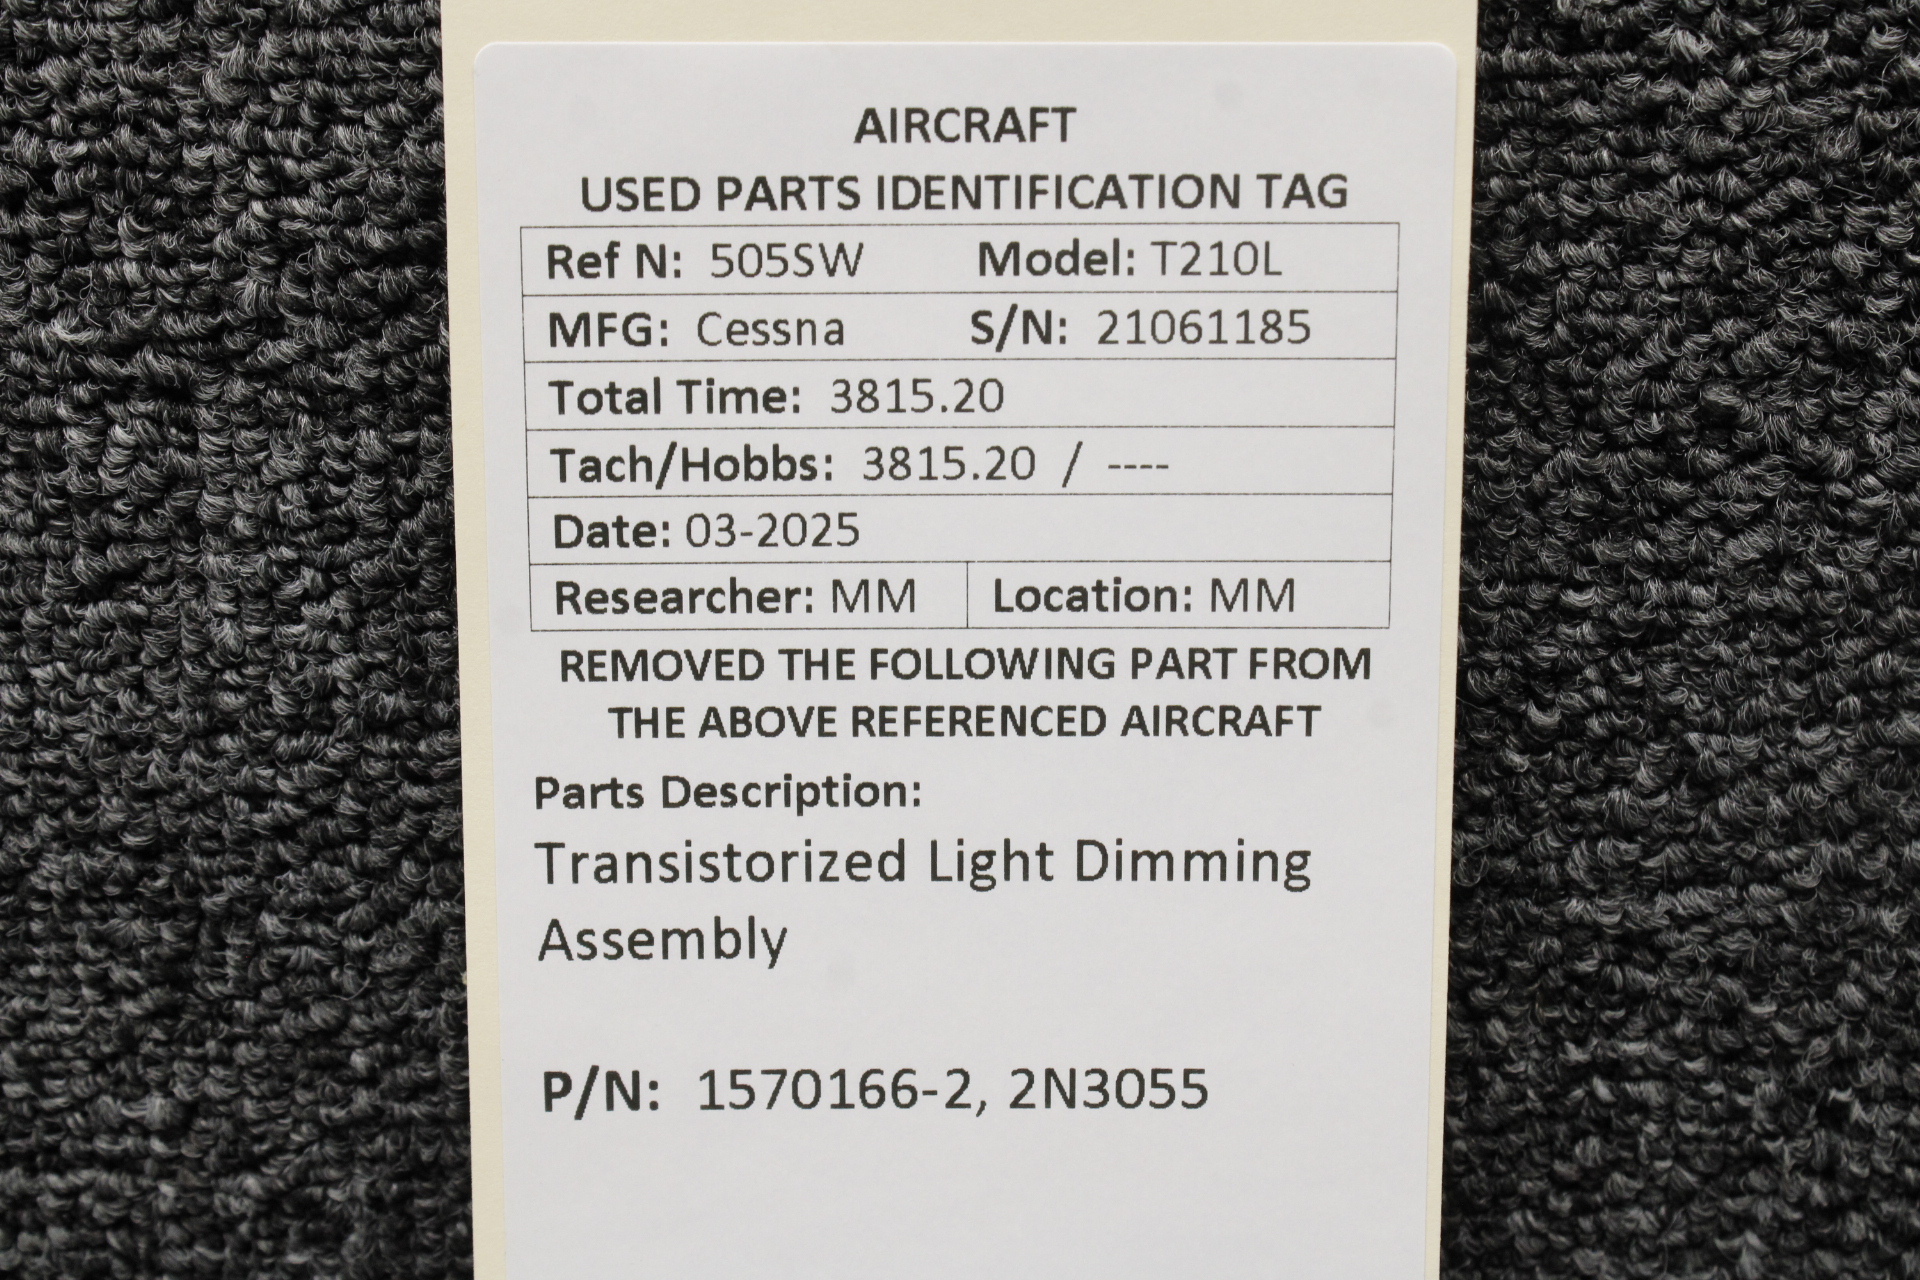 AIRCRAFT
USED PARTS IDENTIFICATION TAG
Ref N: 505SW Model: T210L
MFG: Cessna S/N: 21061185
Total Time: 3815.20
Tach/Hobbs: 3815.20 / ----
Date: 03-2025
Researcher: MM Location: MM
REMOVED THE FOLLOWING PART FROM
THE ABOVE REFERENCED AIRCRAFT
Parts Description:
Transistorized Light Dimming
Assembly
P/N: 1570166-2, 2N3055